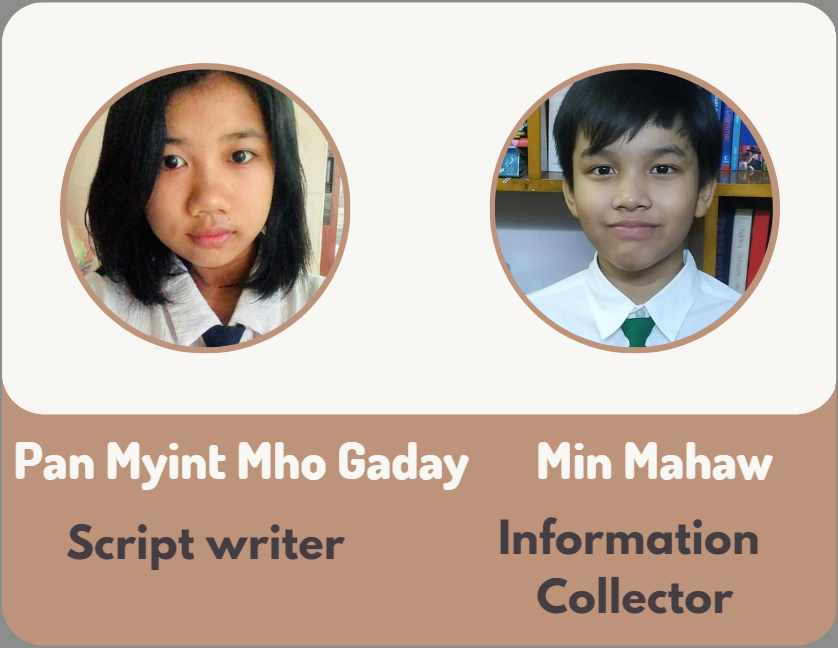 Pan Myint Mho Gaday
Script writer
Min Mahaw
Information
Collector